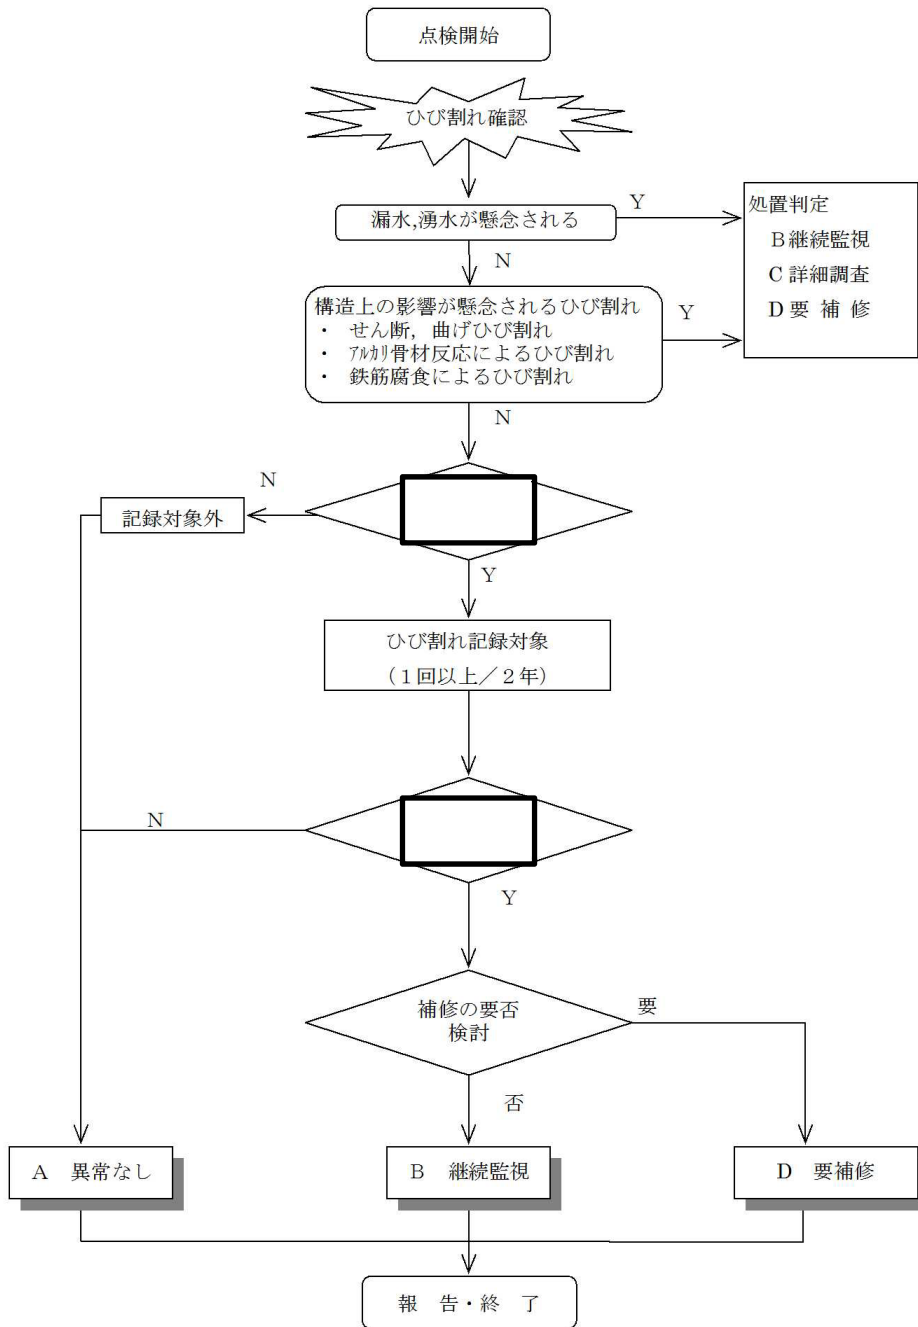 点検開始
ひび割れ確認
漏水,湧水が懸念される
Y
処置判定
B継続監視
C詳細調査
D要 補 修
N
構造上の影響が懸念されるひび割れ
・ せん断，曲げひび割れ
・ ｱﾙｶﾘ骨材反応によるひび割れ
・ 鉄筋腐食によるひび割れ
Y
N
N
記録対象外
Y
ひび割れ記録対象
（１回以上／２年）
N
Y
補修の要否
検討
要
否
A 異常なし
B 継続監視
D 要補修
報 告・終 了